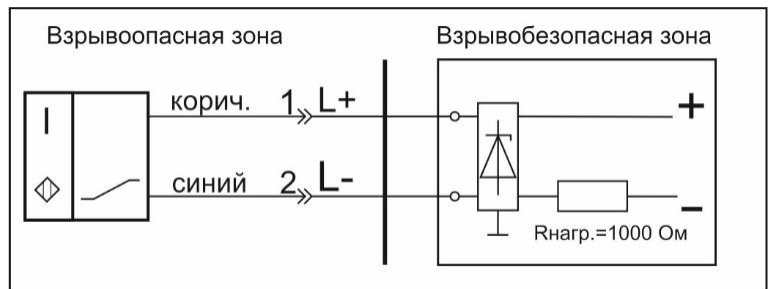 Взрывоопасная зона
Взрывобезопасная зона
корич. 1 L+
+
I
синий 2 L-
−
Rнагр.=1000 Ом